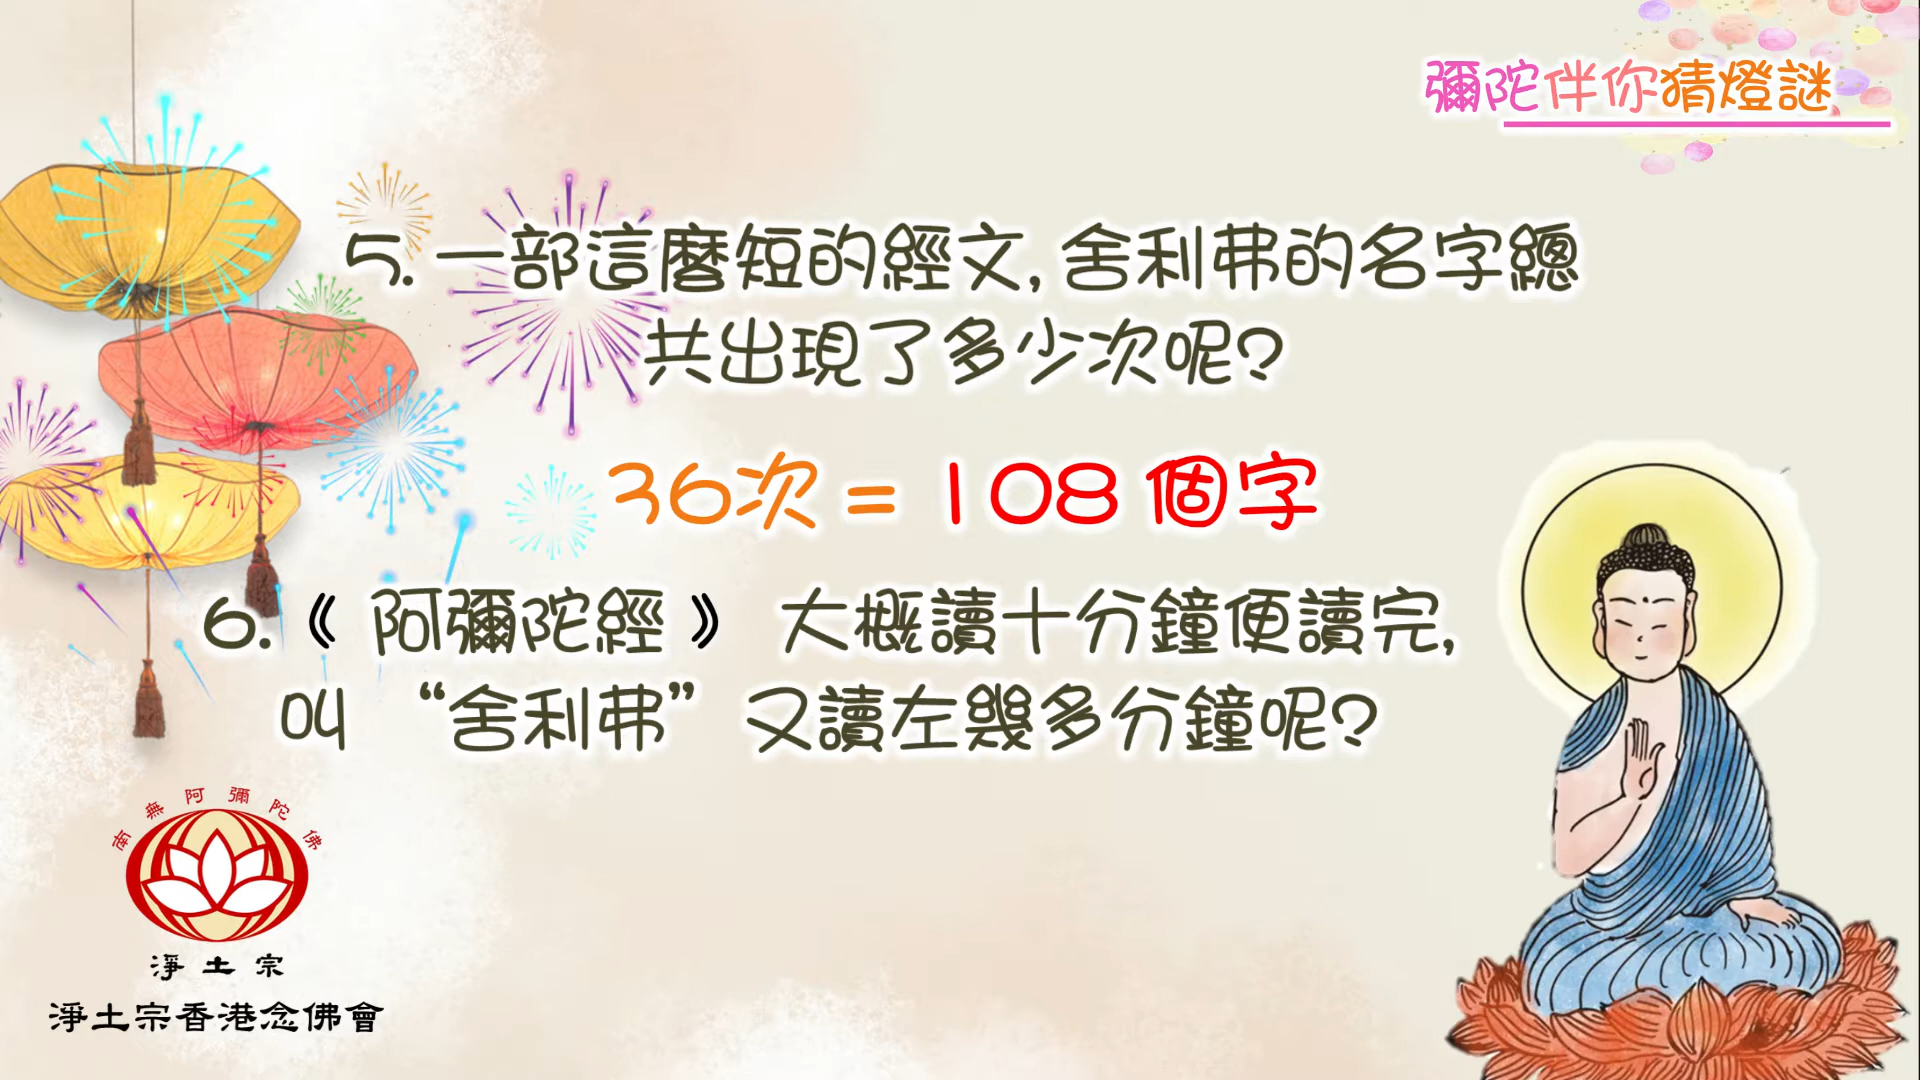 彌陀伴你猜燈謎
5. 一部這麼短的經文, 舍利弗的名字總
共出現了多少次呢?
36次 = 108 個字
6.《 阿彌陀經 》 大概讀十分鐘便讀完,
叫 “舍利弗” 又讀左幾多分鐘呢?
南無阿彌陀佛
淨土宗
淨土宗香港念佛會